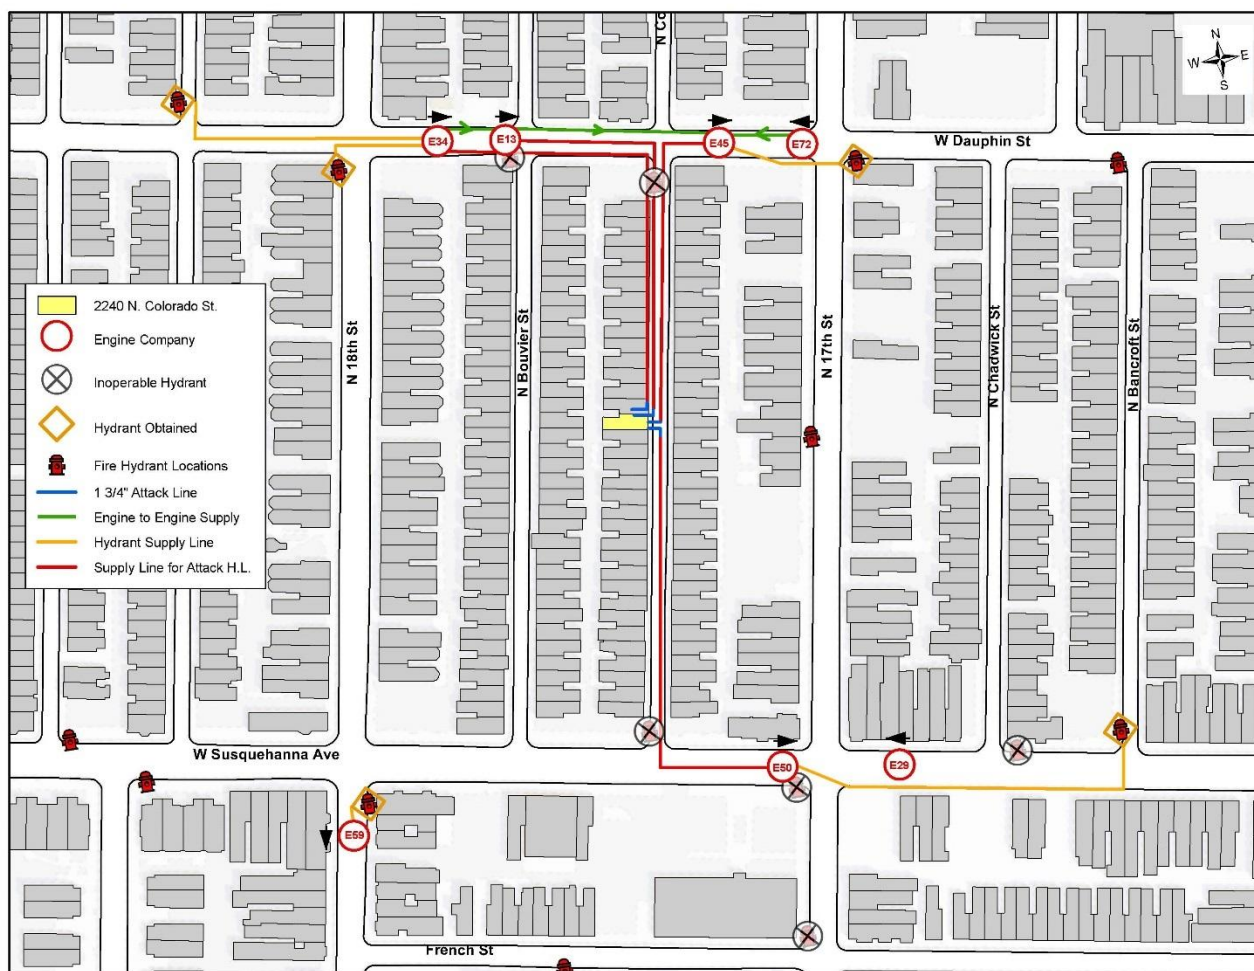 N Co
N
W E
S
E34
E13
E45
E72
W Dauphin St
2240 N. Colorado St.
Engine Company
Inoperable Hydrant
Hydrant Obtained
Fire Hydrant Locations
1 3/4" Attack Line
Engine to Engine Supply
Hydrant Supply Line
Supply Line for Attack H.L.
N 18th St
N Bouvier St
N 17th St
N Chadwick St
N Bancroft St
W Susquehanna Ave
E50
E29
E59
French St